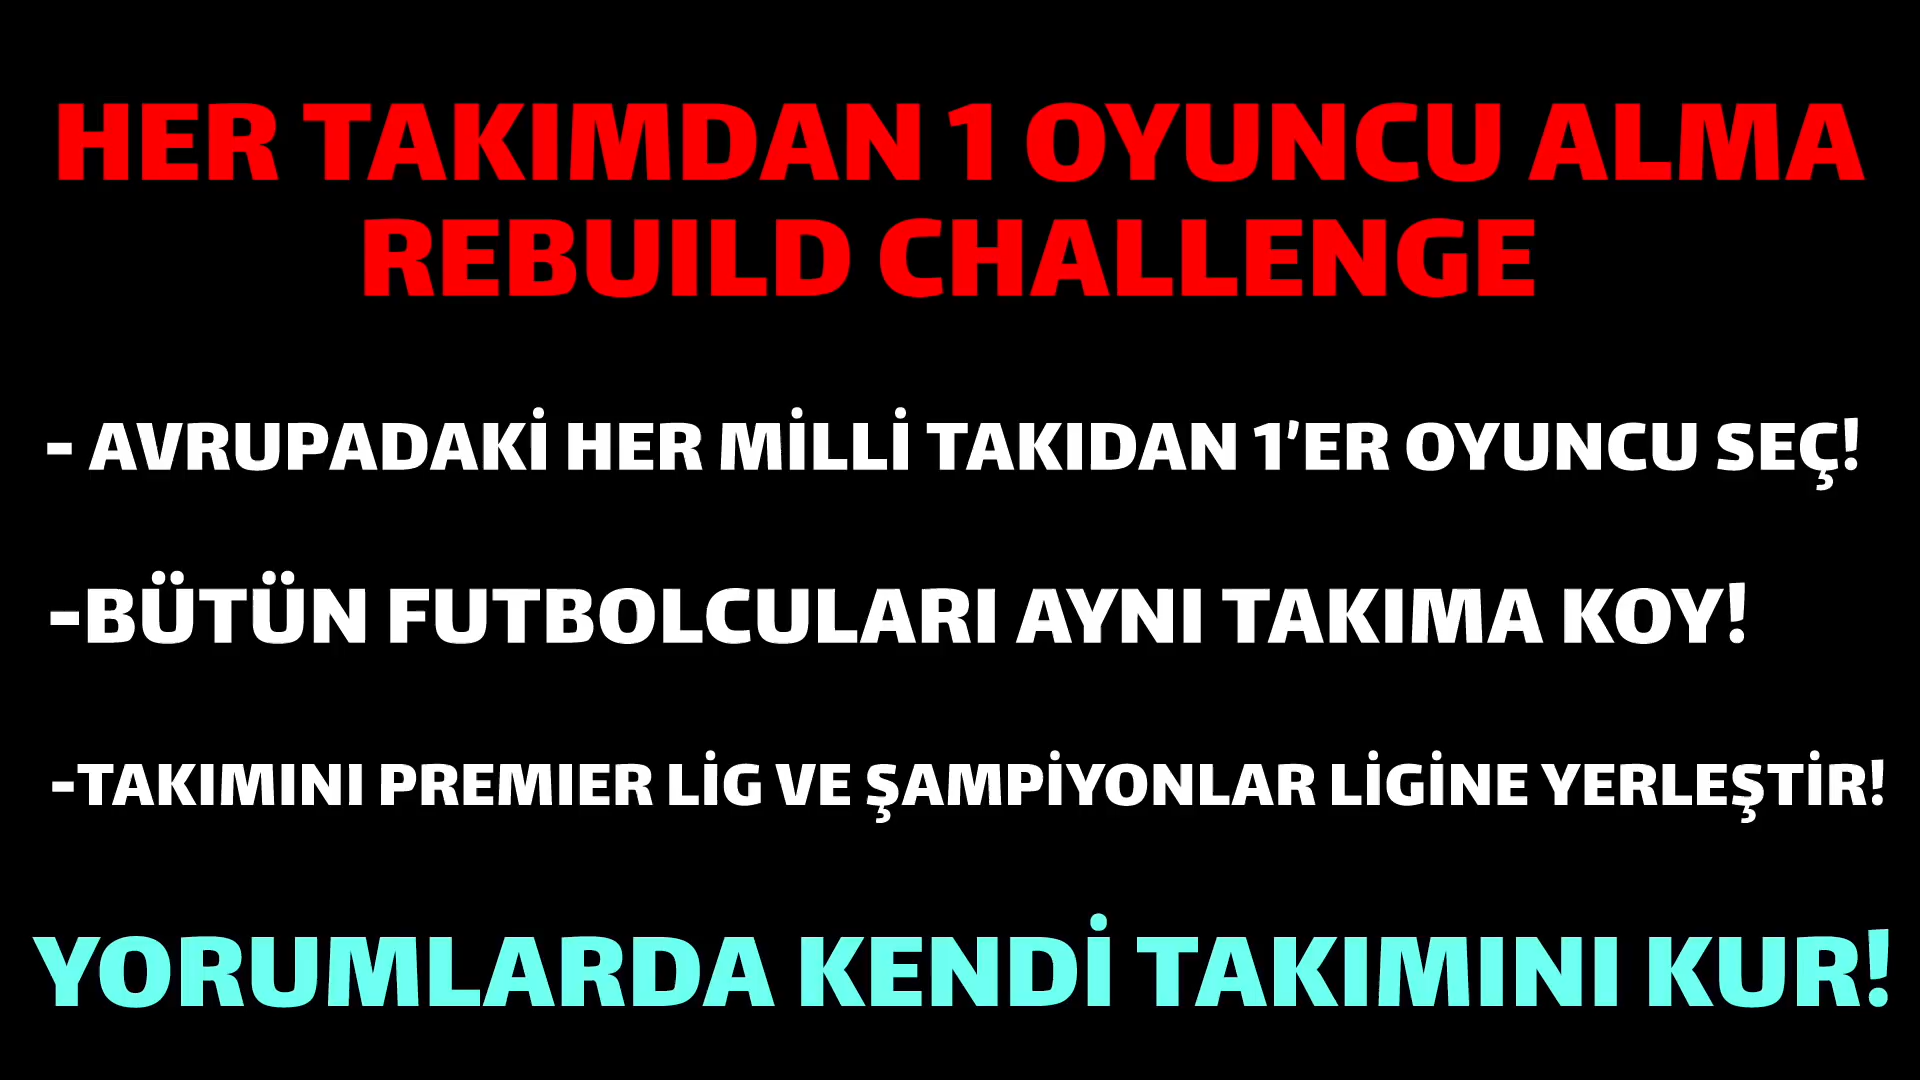 HER TAKIMDAN 1 OYUNCU ALMA
REBUILD CHALLENGE
- AVRUPADAKİ HER MİLLİ TAKIDAN 1'ER OYUNCU SEÇ!
-BÜTÜN FUTBOLCULARI AYNI TAKIMA KOY!
-TAKIMINI PREMIER LİG VE ŞAMPİYONLAR LİGİNE YERLEŞTİR!
YORUMLARDA KENDİ TAKIMINI KUR!